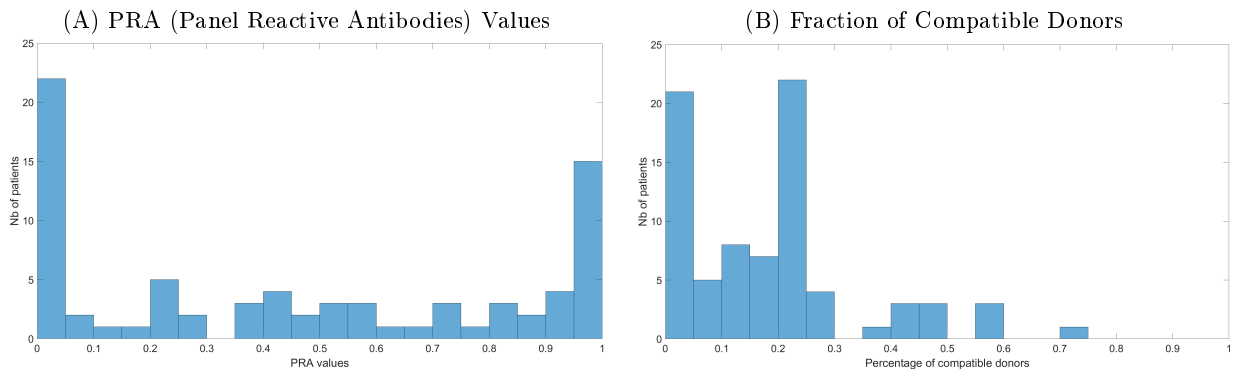 (A) PRA (Panel Reactive Antibodies) Values
25
20
15
10
5
0
Nb of patients
0 0.1 0.2 0.3 0.4 0.5 0.6 0.7 0.8 0.9 1
PRA values
(B) Fraction of Compatible Donors
25
20
15
10
5
0
Nb of patients
0 0.1 0.2 0.3 0.4 0.5 0.6 0.7 0.8 0.9 1
Percentage of compatible donors